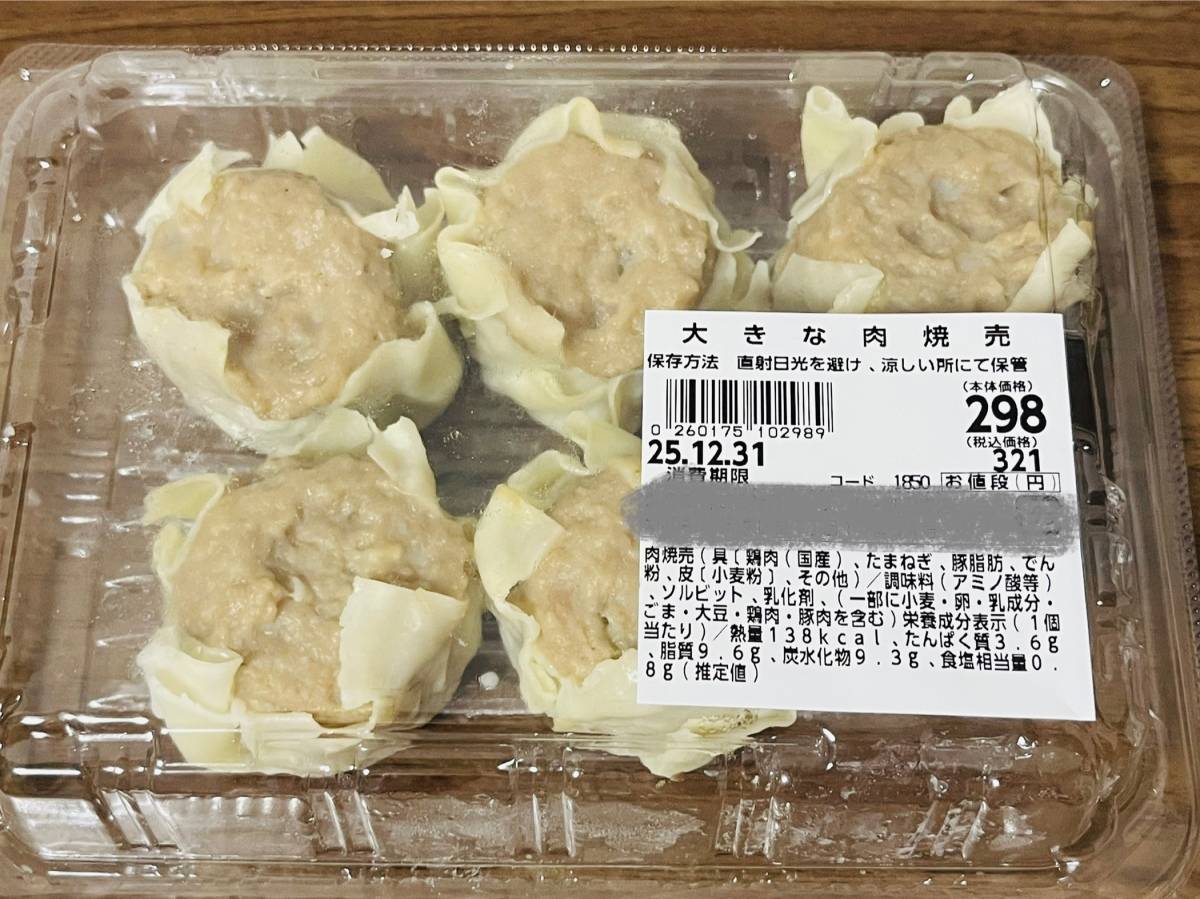 大きな肉焼売
保存方法 直射日光を避け、涼しい所にて保管
(本体価格)
298
0 260175 102989
(税込価格)
25.12.31
321
消費期限
コード 1850 お値段(円)
肉焼売(具〔鶏肉(国産)、たまねぎ、豚脂肪、でん
粉、皮〔小麦粉〕、その他)/調味料(アミノ酸等)
、ソルビット、乳化剤、(一部に小麦・卵・乳成分・
ごま・大豆・鶏肉・豚肉を含む)栄養成分表示(1個
当たり)/熱量138kcal、たんぱく質3.6g
、脂質9.6g、炭水化物9.3g、食塩相当量0.
8g(推定値)